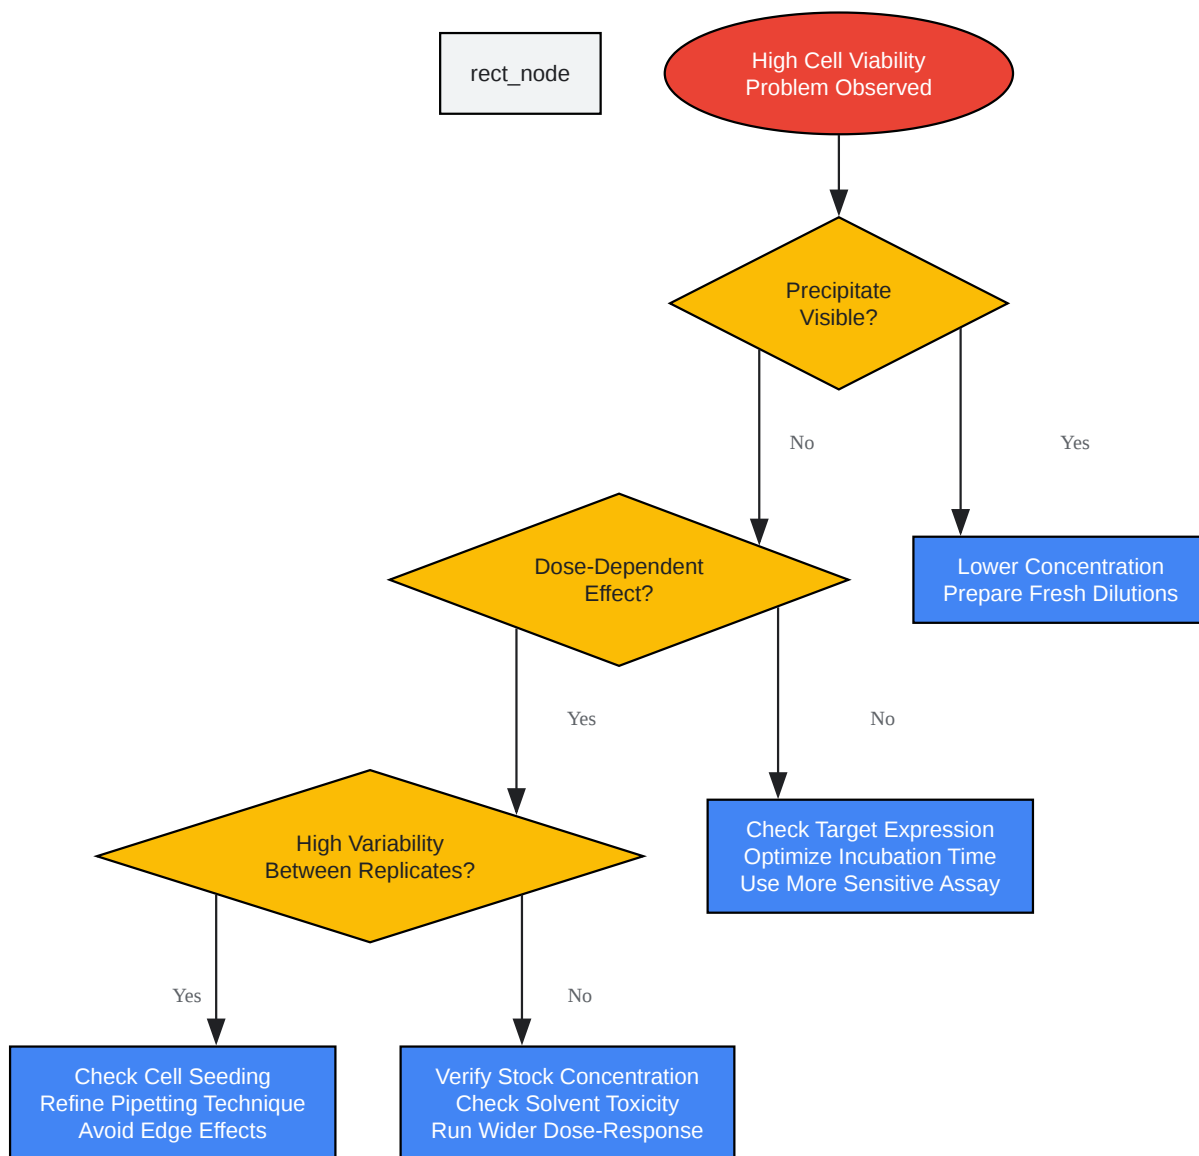 rect_node
High Cell Viability
Problem Observed
Precipitate
Visible?
No
Yes
Dose-Dependent
Effect?
Lower Concentration
Prepare Fresh Dilutions
Yes
No
High Variability
Between Replicates?
Check Target Expression
Optimize Incubation Time
Use More Sensitive Assay
Yes
No
Check Cell Seeding
Refine Pipetting Technique
Avoid Edge Effects
Verify Stock Concentration
Check Solvent Toxicity
Run Wider Dose-Response